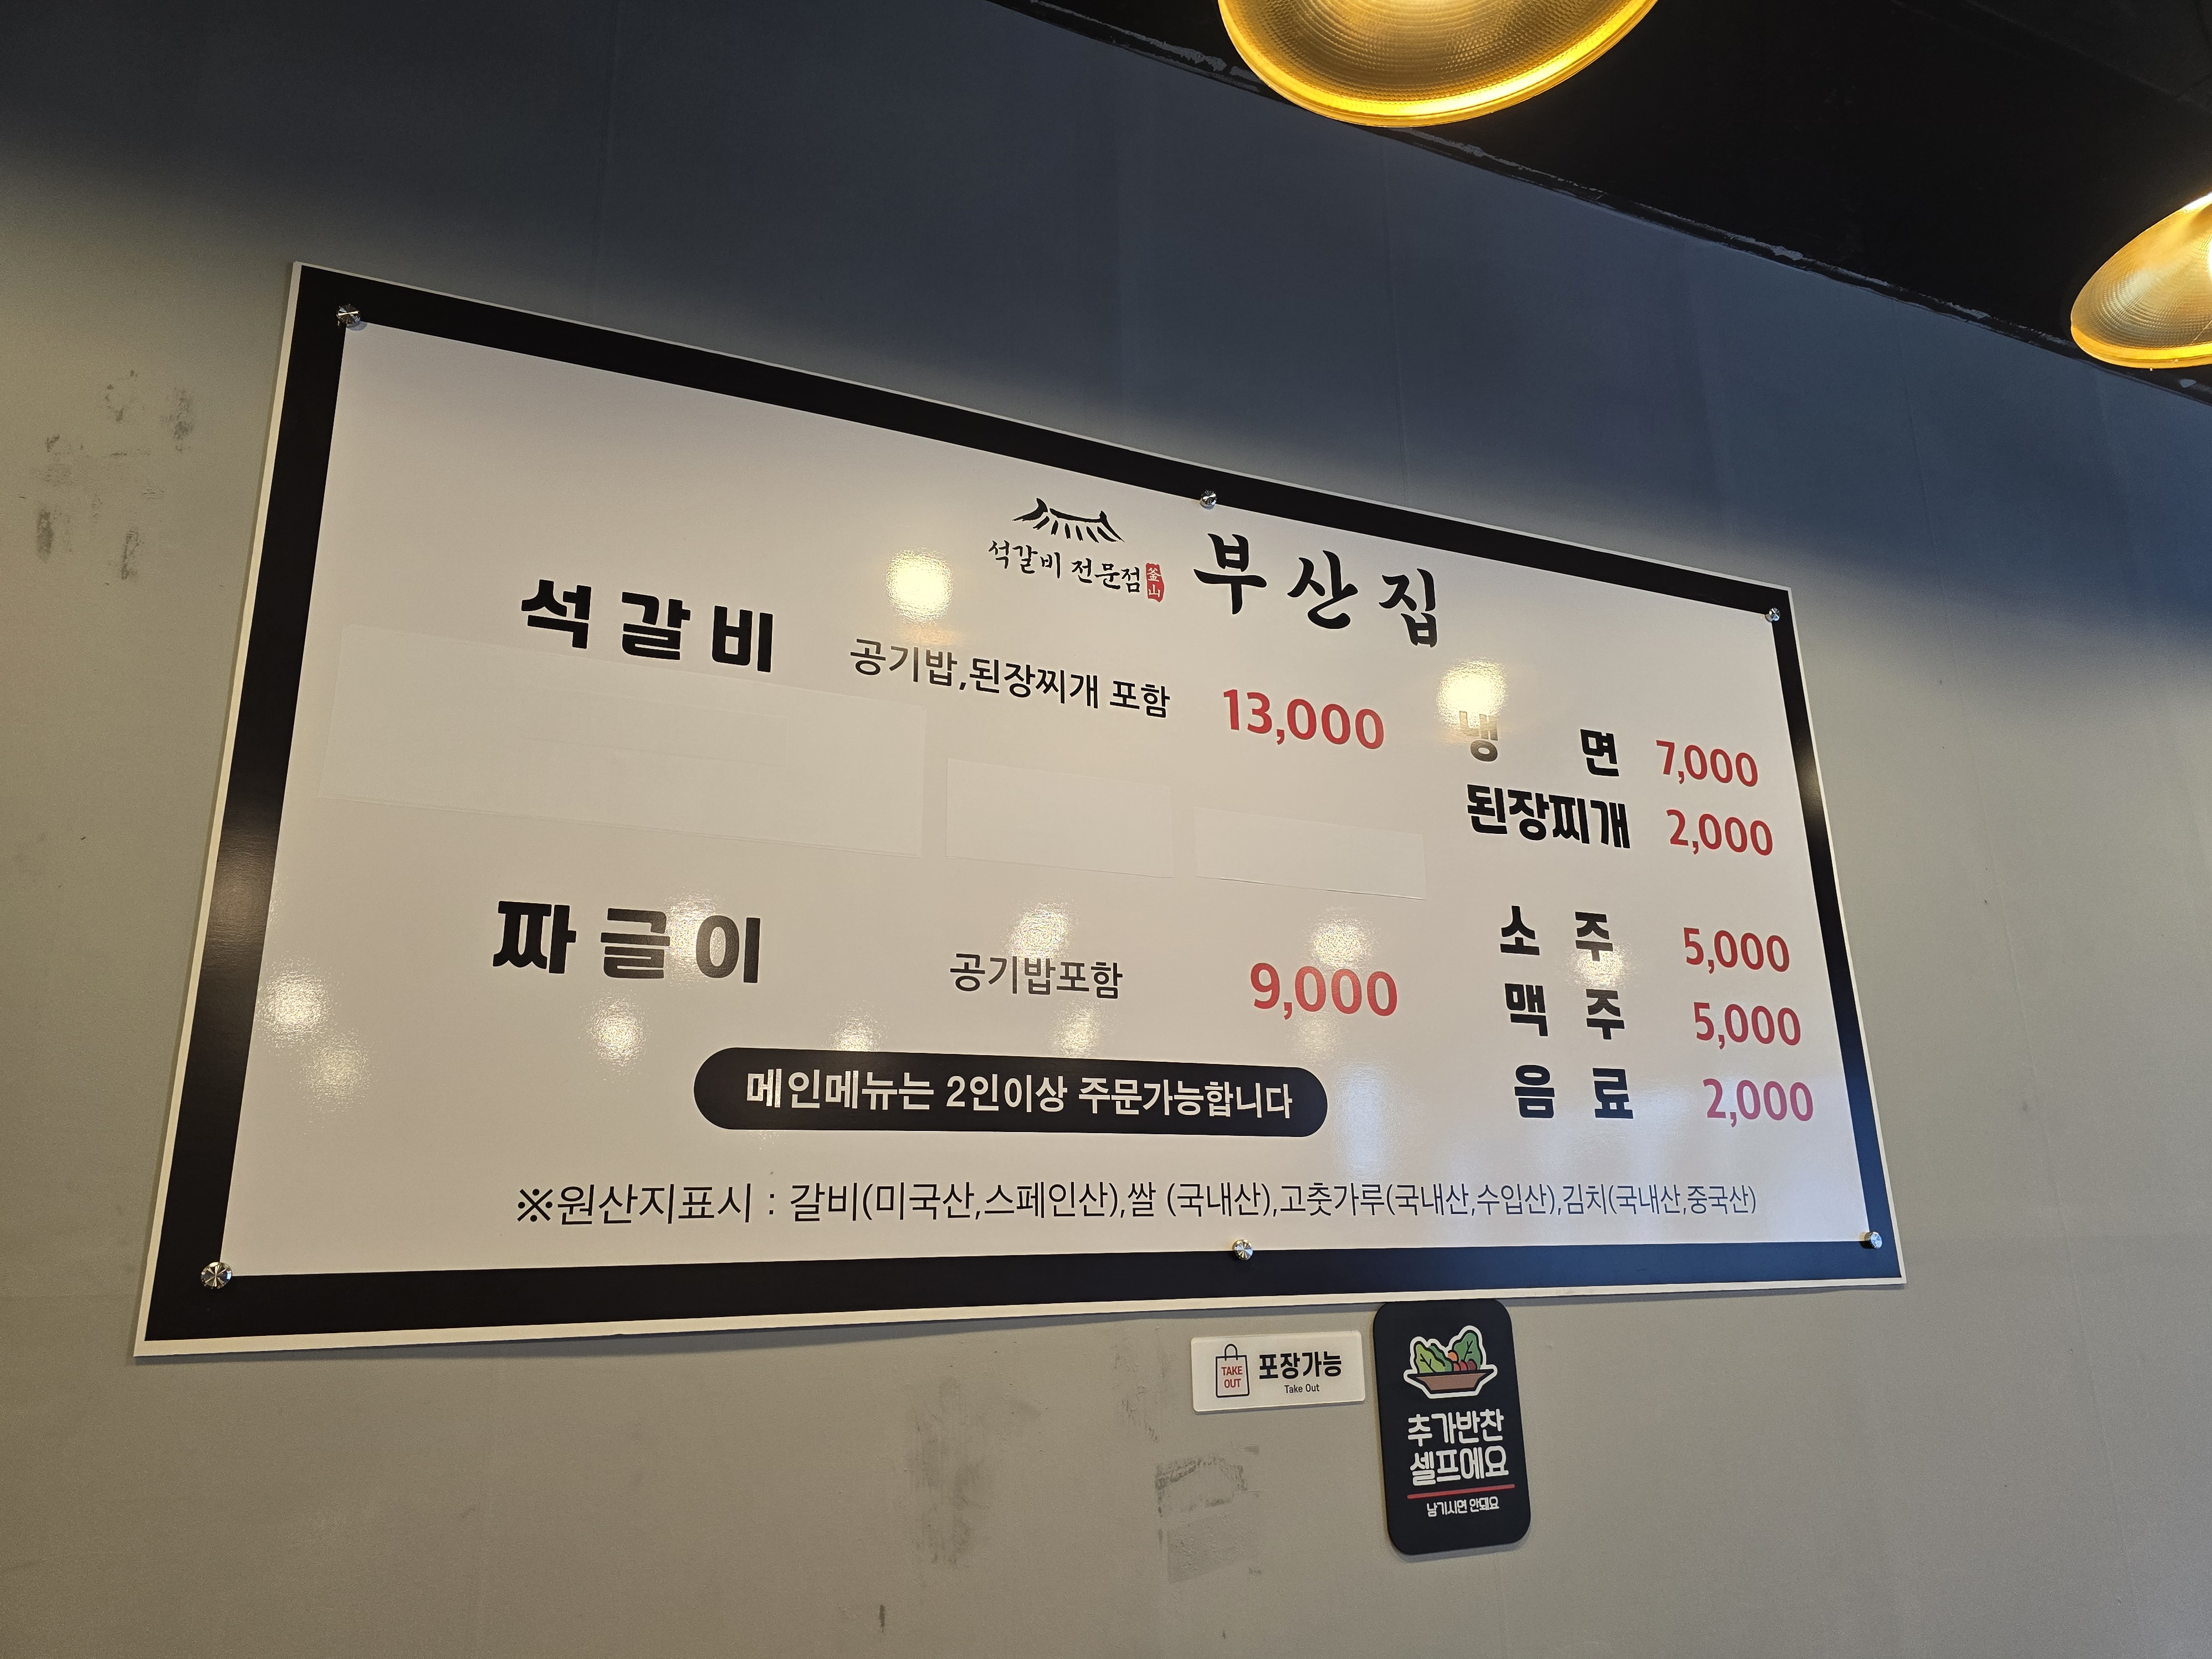 석갈비 전문점 釜山 부산집
석갈비 공기밥,된장찌개 포함 13,000
짜글이 공기밥포함 9,000
냉면 7,000
된장찌개 2,000
소주 5,000
맥주 5,000
음료 2,000
메인메뉴는 2인이상 주문가능합니다
※원산지표시 : 갈비(미국산,스페인산),쌀 (국내산),고춧가루(국내산,수입산),김치(국내산,중국산)
TAKE
OUT
포장가능
Take Out
추가반찬
셀프에요
남기시면 안돼요